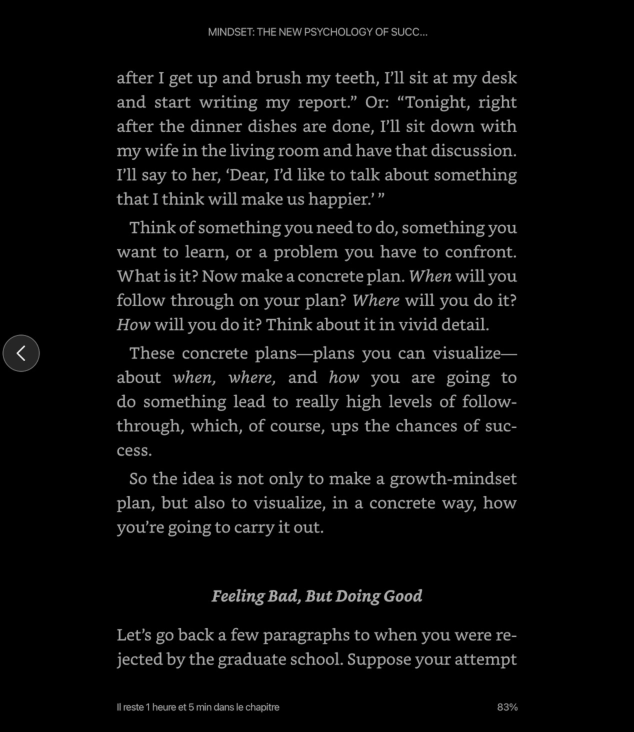 MINDSET: THE NEW PSYCHOLOGY OF SUCC...
after I get up and brush my teeth, I’ll sit at my desk
and start writing my report.” Or: “Tonight, right
after the dinner dishes are done, I’ll sit down with
my wife in the living room and have that discussion.
I’ll say to her, ‘Dear, I’d like to talk about something
that I think will make us happier.’ ”
Think of something you need to do, something you
want to learn, or a problem you have to confront.
What is it? Now make a concrete plan. When will you
follow through on your plan? Where will you do it?
How will you do it? Think about it in vivid detail.
These concrete plans—plans you can visualize—
about when, where, and how you are going to
do something lead to really high levels of follow-
through, which, of course, ups the chances of suc-
cess.
So the idea is not only to make a growth-mindset
plan, but also to visualize, in a concrete way, how
you’re going to carry it out.
Feeling Bad, But Doing Good
Let’s go back a few paragraphs to when you were re-
jected by the graduate school. Suppose your attempt
Il reste 1 heure et 5 min dans le chapitre 83%